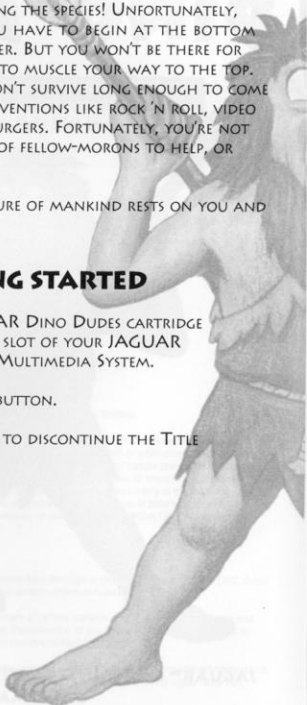 NG THE SPECIES! UNFORTUNATELY,
U HAVE TO BEGIN AT THE BOTTOM
ER. BUT YOU WON'T BE THERE FOR
TO MUSCLE YOUR WAY TO THE TOP.
ON'T SURVIVE LONG ENOUGH TO COME
VENTIONS LIKE ROCK 'N ROLL, VIDEO
URGERS. FORTUNATELY, YOU'RE NOT
OF FELLOW-MORONS TO HELP, OR
URE OF MANKIND RESTS ON YOU AND
NG STARTED
AR DINO DUDES CARTRIDGE
SLOT OF YOUR JAGUAR
MULTIMEDIA SYSTEM.
BUTTON.
TO DISCONTINUE THE TITLE